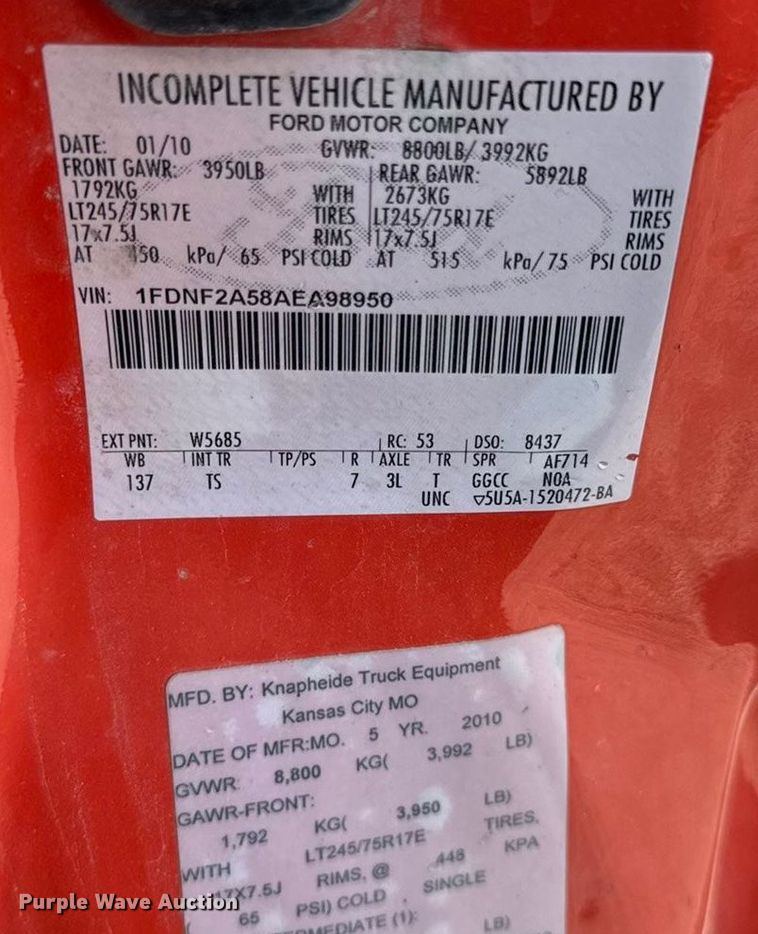 INCOMPLETE VEHICLE MANUFACTURED BY
FORD MOTOR COMPANY
DATE: 01/10 GVWR: 8800LB/ 3992KG
FRONT GAWR: 3950LB REAR GAWR: 5892LB
1792KG WITH 2673KG WITH
LT245/75R17E TIRES LT245/75R17E TIRES
17x7.5J RIMS 17x7.5J RIMS
AT 450 kPa/ 65 PSI COLD AT 515 kPa/ 75 PSI COLD
VIN: 1FDNF2A58AEA98950
EXT PNT: W5685 RC: 53 DSO: 8437
WB INT TR TP/PS R AXLE TR SPR AF714
137 TS 7 3L T GGCC N0A
UNC ▽5U5A-1520472-BA
MFD. BY: Knapheide Truck Equipment
Kansas City MO
DATE OF MFR:MO. 5 YR. 2010
GVWR: 8,800 KG( 3,992 LB)
GAWR-FRONT:
1,792 KG( 3,950 LB)
WITH LT245/75R17E TIRES,
17X7.5J RIMS, @ 448 KPA
( 65 PSI) COLD, SINGLE
(1): LB)
Purple Wave Auction